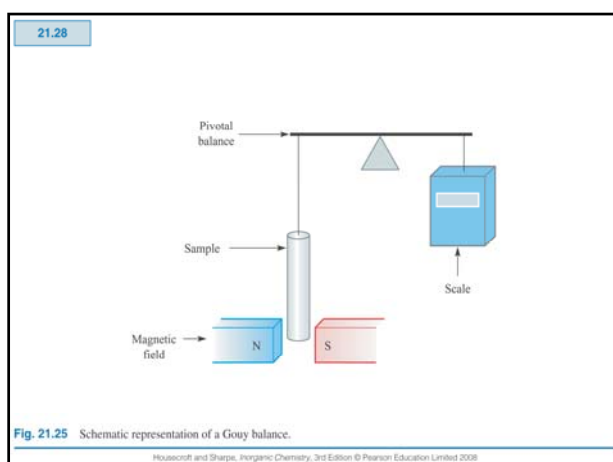 21.28
Pivotal
balance
Sample
Scale
Magnetic
field
N
S
Fig. 21.25 Schematic representation of a Gouy balance.
Housecroft and Sharpe, Inorganic Chemistry, 3rd Edition © Pearson Education Limited 2008